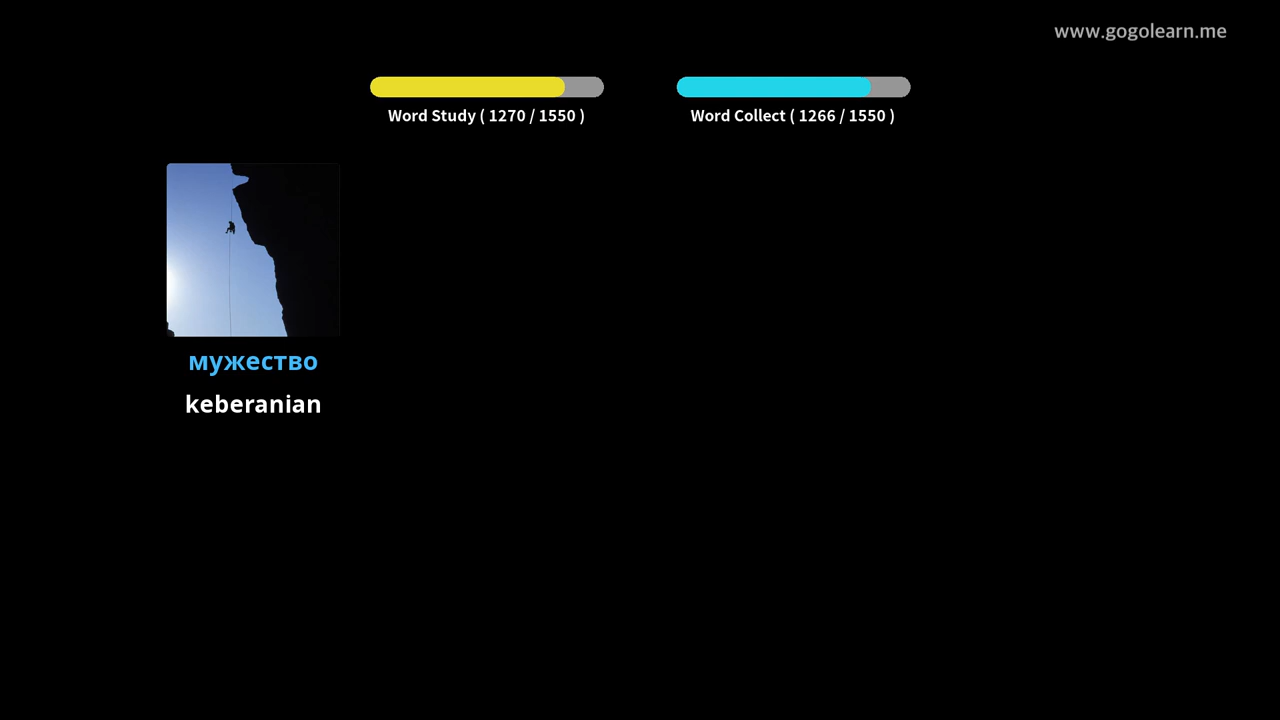 www.gogolearn.me
Word Study ( 1270 / 1550 )
Word Collect ( 1266 / 1550 )
мужество
keberanian